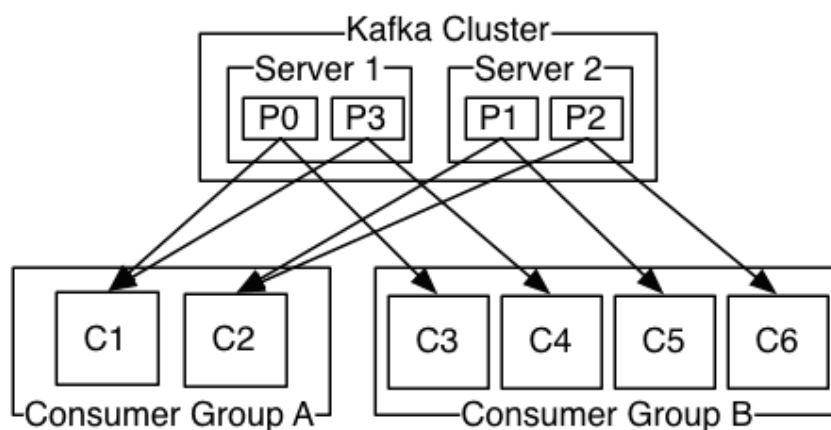 Kafka Cluster
Server 1 Server 2
P0 P3 P1 P2
C1 C2 C3 C4 C5 C6
Consumer Group A Consumer Group B